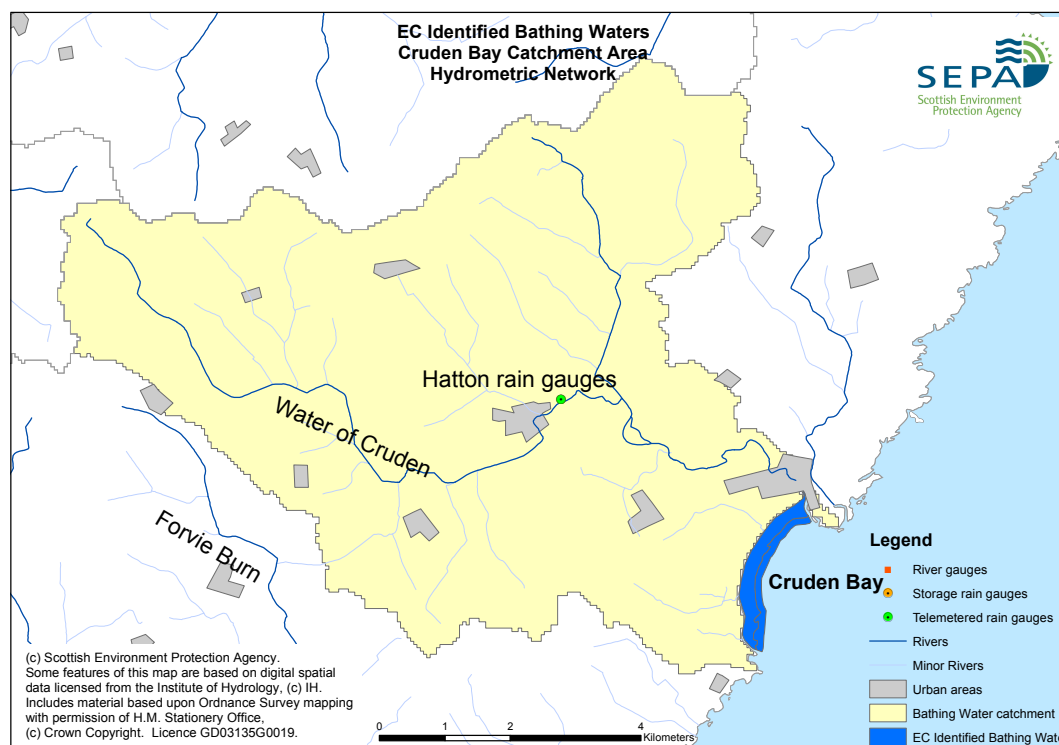 EC Identified Bathing Waters
Cruden Bay Catchment Area
Hydrometric Network
SEPA
Scottish Environment
Protection Agency
Hatton rain gauges
Water of Cruden
Forvie Burn
Cruden Bay
Legend
River gauges
Storage rain gauges
Telemetered rain gauges
Rivers
Minor Rivers
Urban areas
Bathing Water catchment
EC Identified Bathing Wat
(c) Scottish Environment Protection Agency.
Some features of this map are based on digital spatial
data licensed from the Institute of Hydrology, (c) IH.
Includes material based upon Ordnance Survey mapping
with permission of H.M. Stationery Office,
(c) Crown Copyright. Licence GD03135G0019.
0 1 2 4
Kilometers